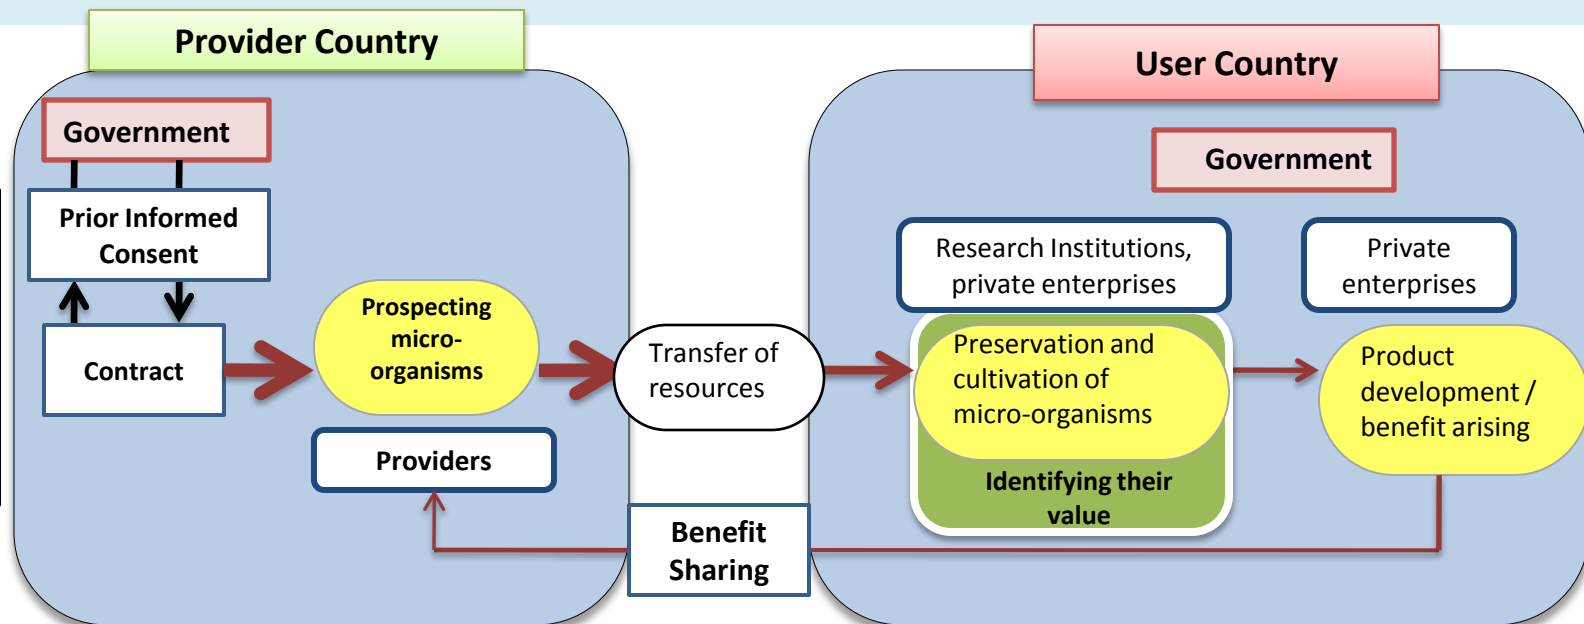 Provider Country
User Country
Government
Prior Informed
Consent
Contract
Prospecting
micro-
organisms
Providers
Transfer of
resources
Benefit
Sharing
Government
Research Institutions,
private enterprises
Private
enterprises
Preservation and
cultivation of
micro-organisms
Identifying their
value
Product
development /
benefit arising